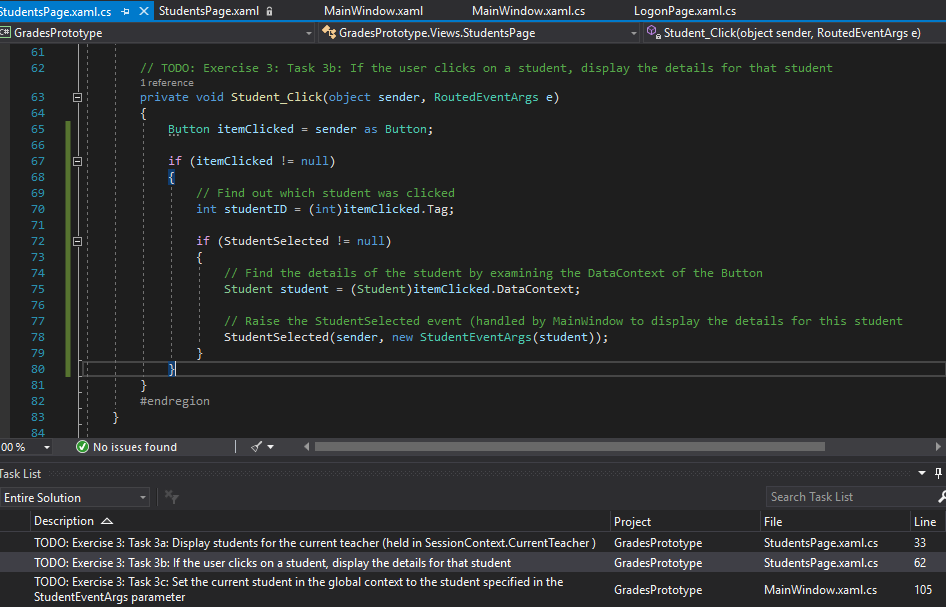 StudentsPage.xaml.cs StudentsPage.xaml MainWindow.xaml MainWindow.xaml.cs LogonPage.xaml.cs
C# GradesPrototype GradesPrototype.Views.StudentsPage Student_Click(object sender, RoutedEventArgs e)
61
62 // TODO: Exercise 3: Task 3b: If the user clicks on a student, display the details for that student
1 reference
63 private void Student_Click(object sender, RoutedEventArgs e)
64 {
65 Button itemClicked = sender as Button;
66
67 if (itemClicked != null)
68 {
69 // Find out which student was clicked
70 int studentID = (int)itemClicked.Tag;
71
72 if (StudentSelected != null)
73 {
74 // Find the details of the student by examining the DataContext of the Button
75 Student student = (Student)itemClicked.DataContext;
76
77 // Raise the StudentSelected event (handled by MainWindow to display the details for this student
78 StudentSelected(sender, new StudentEventArgs(student));
79 }
80 }
81 }
82 #endregion
83 }
84
00 % No issues found
Task List
Entire Solution Search Task List
Description Project File Line
TODO: Exercise 3: Task 3a: Display students for the current teacher (held in SessionContext.CurrentTeacher ) GradesPrototype StudentsPage.xaml.cs 33
TODO: Exercise 3: Task 3b: If the user clicks on a student, display the details for that student GradesPrototype StudentsPage.xaml.cs 62
TODO: Exercise 3: Task 3c: Set the current student in the global context to the student specified in the
StudentEventArgs parameter GradesPrototype MainWindow.xaml.cs 105